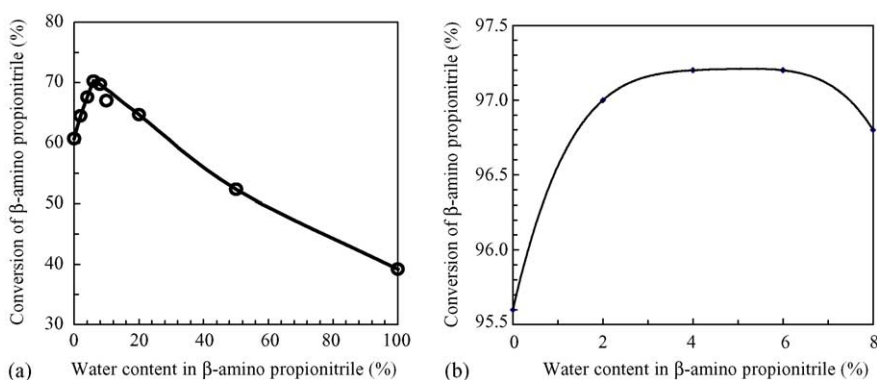 80
70
60
50
40
30
0 20 40 60 80 100
Conversion of β-amino propionitrile (%)
(a) Water content in β-amino propionitrile (%)
97.5
97.0
96.5
96.0
95.5
0 2 4 6 8
Conversion of β-amino propionitrile (%)
(b) Water content in β-amino propionitrile (%)